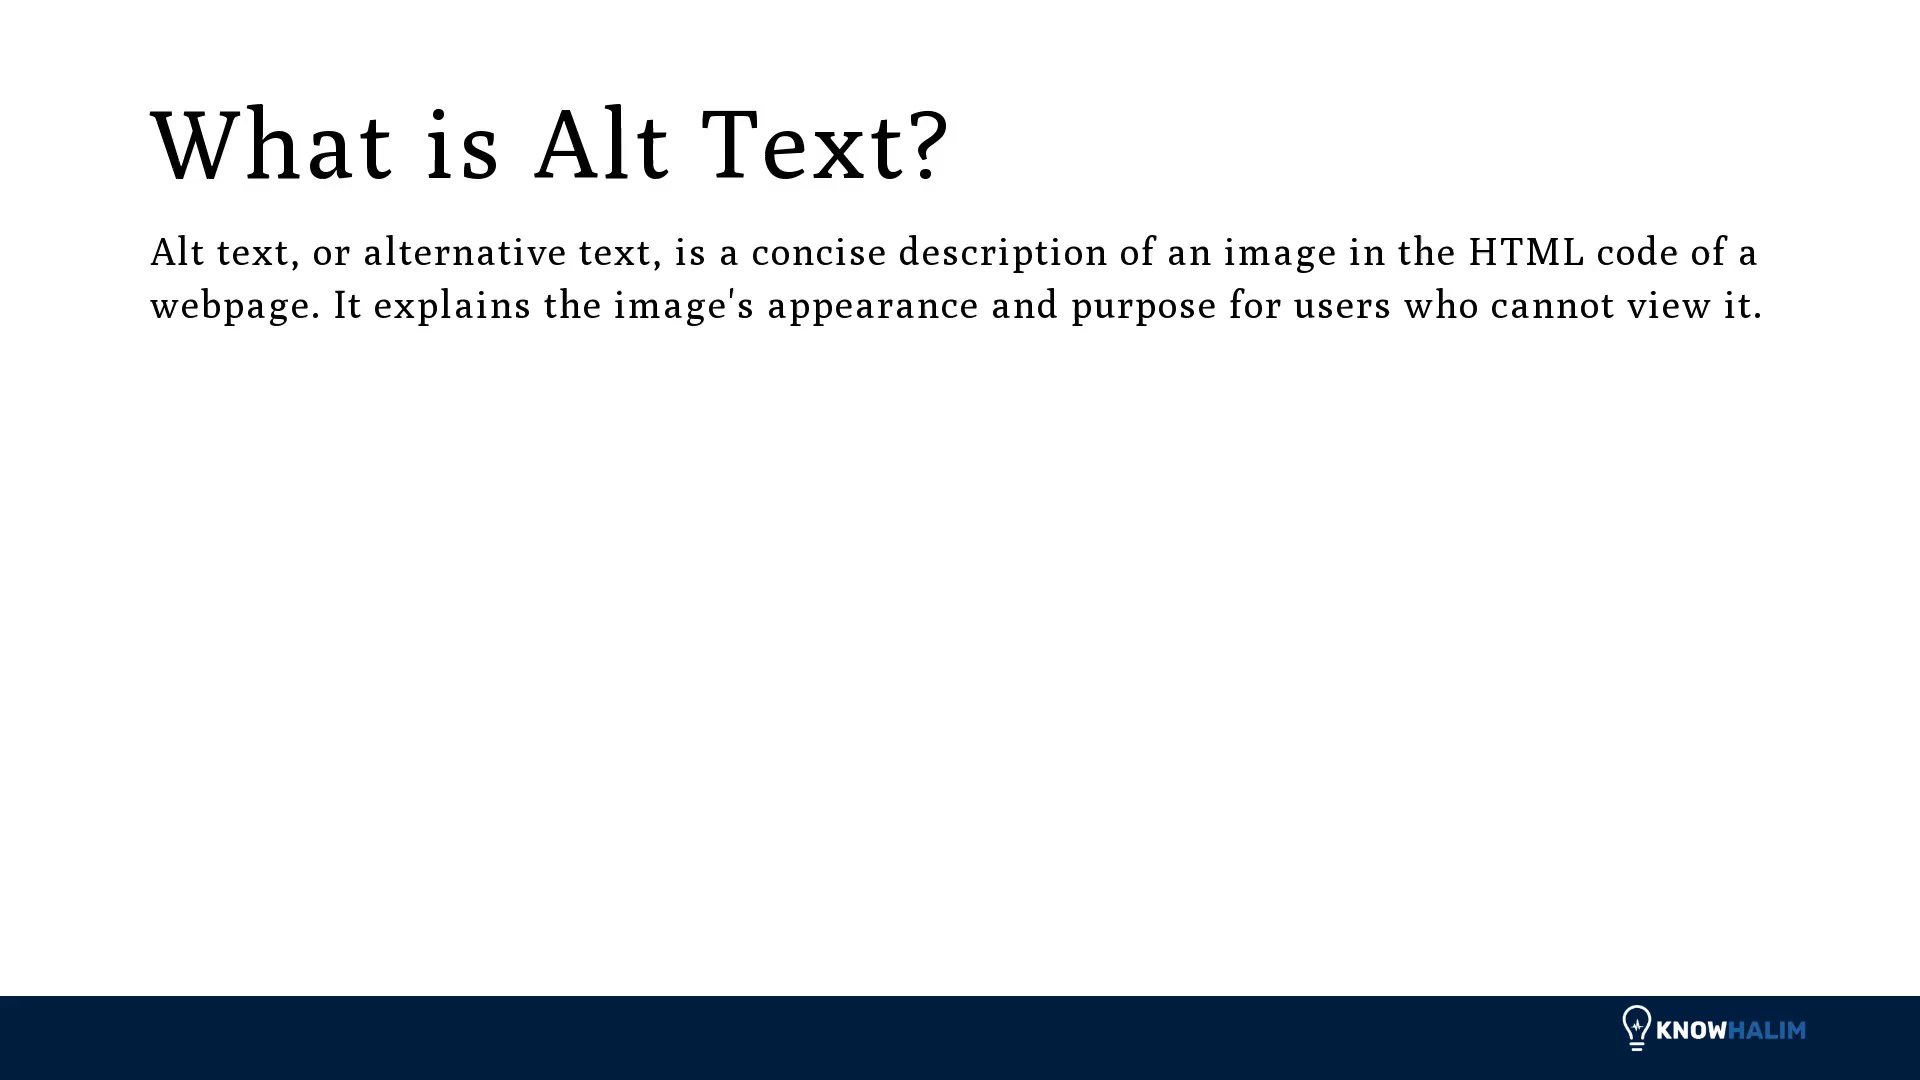 What is Alt Text?
Alt text, or alternative text, is a concise description of an image in the HTML code of a
webpage. It explains the image's appearance and purpose for users who cannot view it.
KNOWHALIM